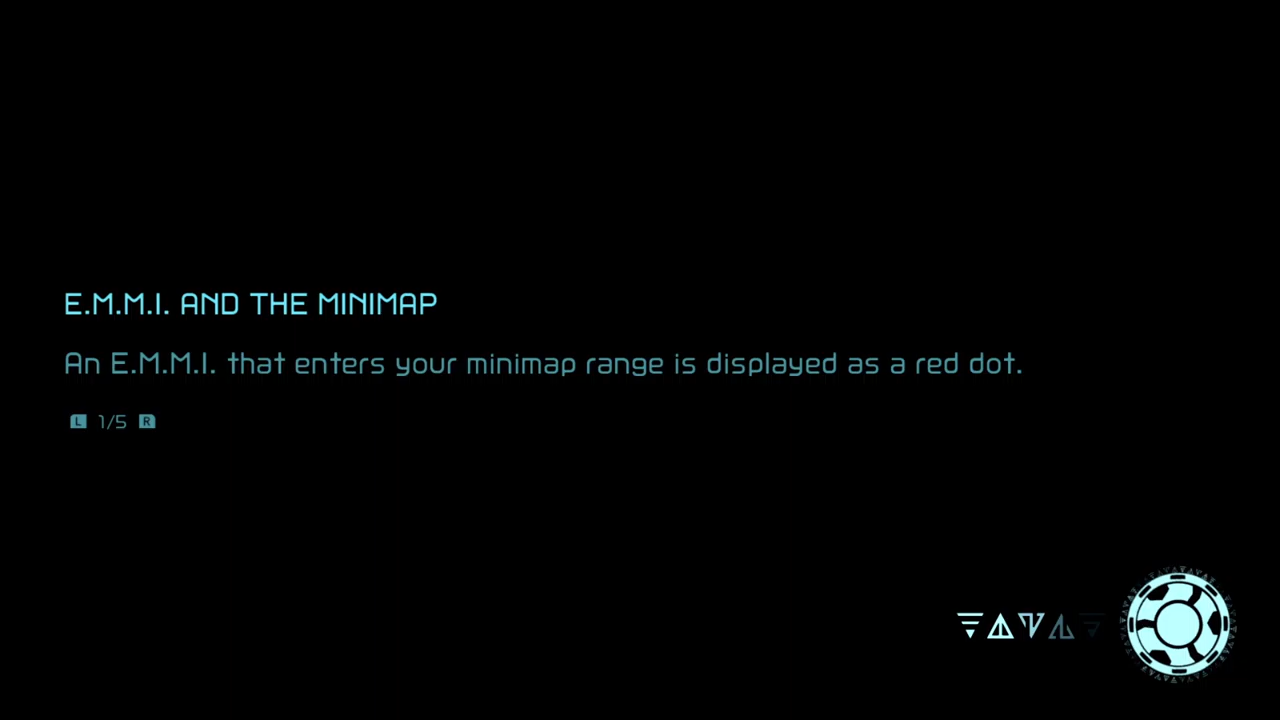 E.M.M.I. AND THE MINIMAP
An E.M.M.I. that enters your minimap range is displayed as a red dot.
L 1/5 R